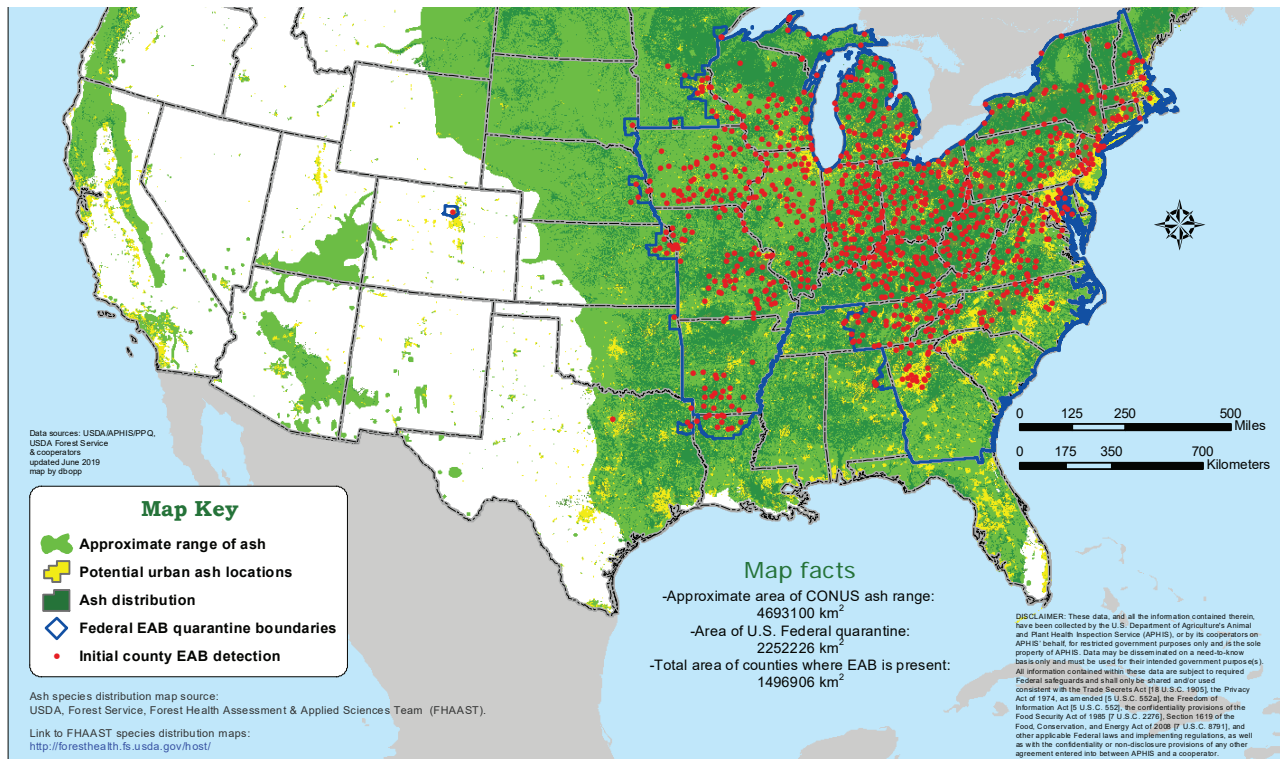 Data sources: USDA/APHIS/PPQ,
USDA Forest Service
& cooperators
updated June 2019
map by dbopp
Map Key
Approximate range of ash
Potential urban ash locations
Ash distribution
Federal EAB quarantine boundaries
Initial county EAB detection
Ash species distribution map source:
USDA, Forest Service, Forest Health Assessment & Applied Sciences Team (FHAAST).
Link to FHAAST species distribution maps:
http://foresthealth.fs.usda.gov/host/
Map facts
-Approximate area of CONUS ash range:
4693100 km²
-Area of U.S. Federal quarantine:
2252226 km²
-Total area of counties where EAB is present:
1496906 km²
0 125 250 500
Miles
0 175 350 700
Kilometers
DISCLAIMER: These data, and all the information contained therein,
have been collected by the U.S. Department of Agriculture's Animal
and Plant Health Inspection Service (APHIS), or by its cooperators on
APHIS' behalf, for restricted government purposes only and is the sole
property of APHIS. Data may be disseminated on a need-to-know
basis only and must be used for their intended government purpose(s).
All information contained within these data are subject to required
Federal safeguards and shall only be shared and/or used
consistent with the Trade Secrets Act [18 U.S.C. 1905], the Privacy
Act of 1974, as amended [5 U.S.C. 552a], the Freedom of
Information Act [5 U.S.C. 552], the confidentiality provisions of the
Food Security Act of 1985 [7 U.S.C. 2276], Section 1619 of the
Food, Conservation, and Energy Act of 2008 [7 U.S.C. 8791], and
other applicable Federal laws and implementing regulations, as well
as with the confidentiality or non-disclosure provisions of any other
agreement entered into between APHIS and a cooperator.